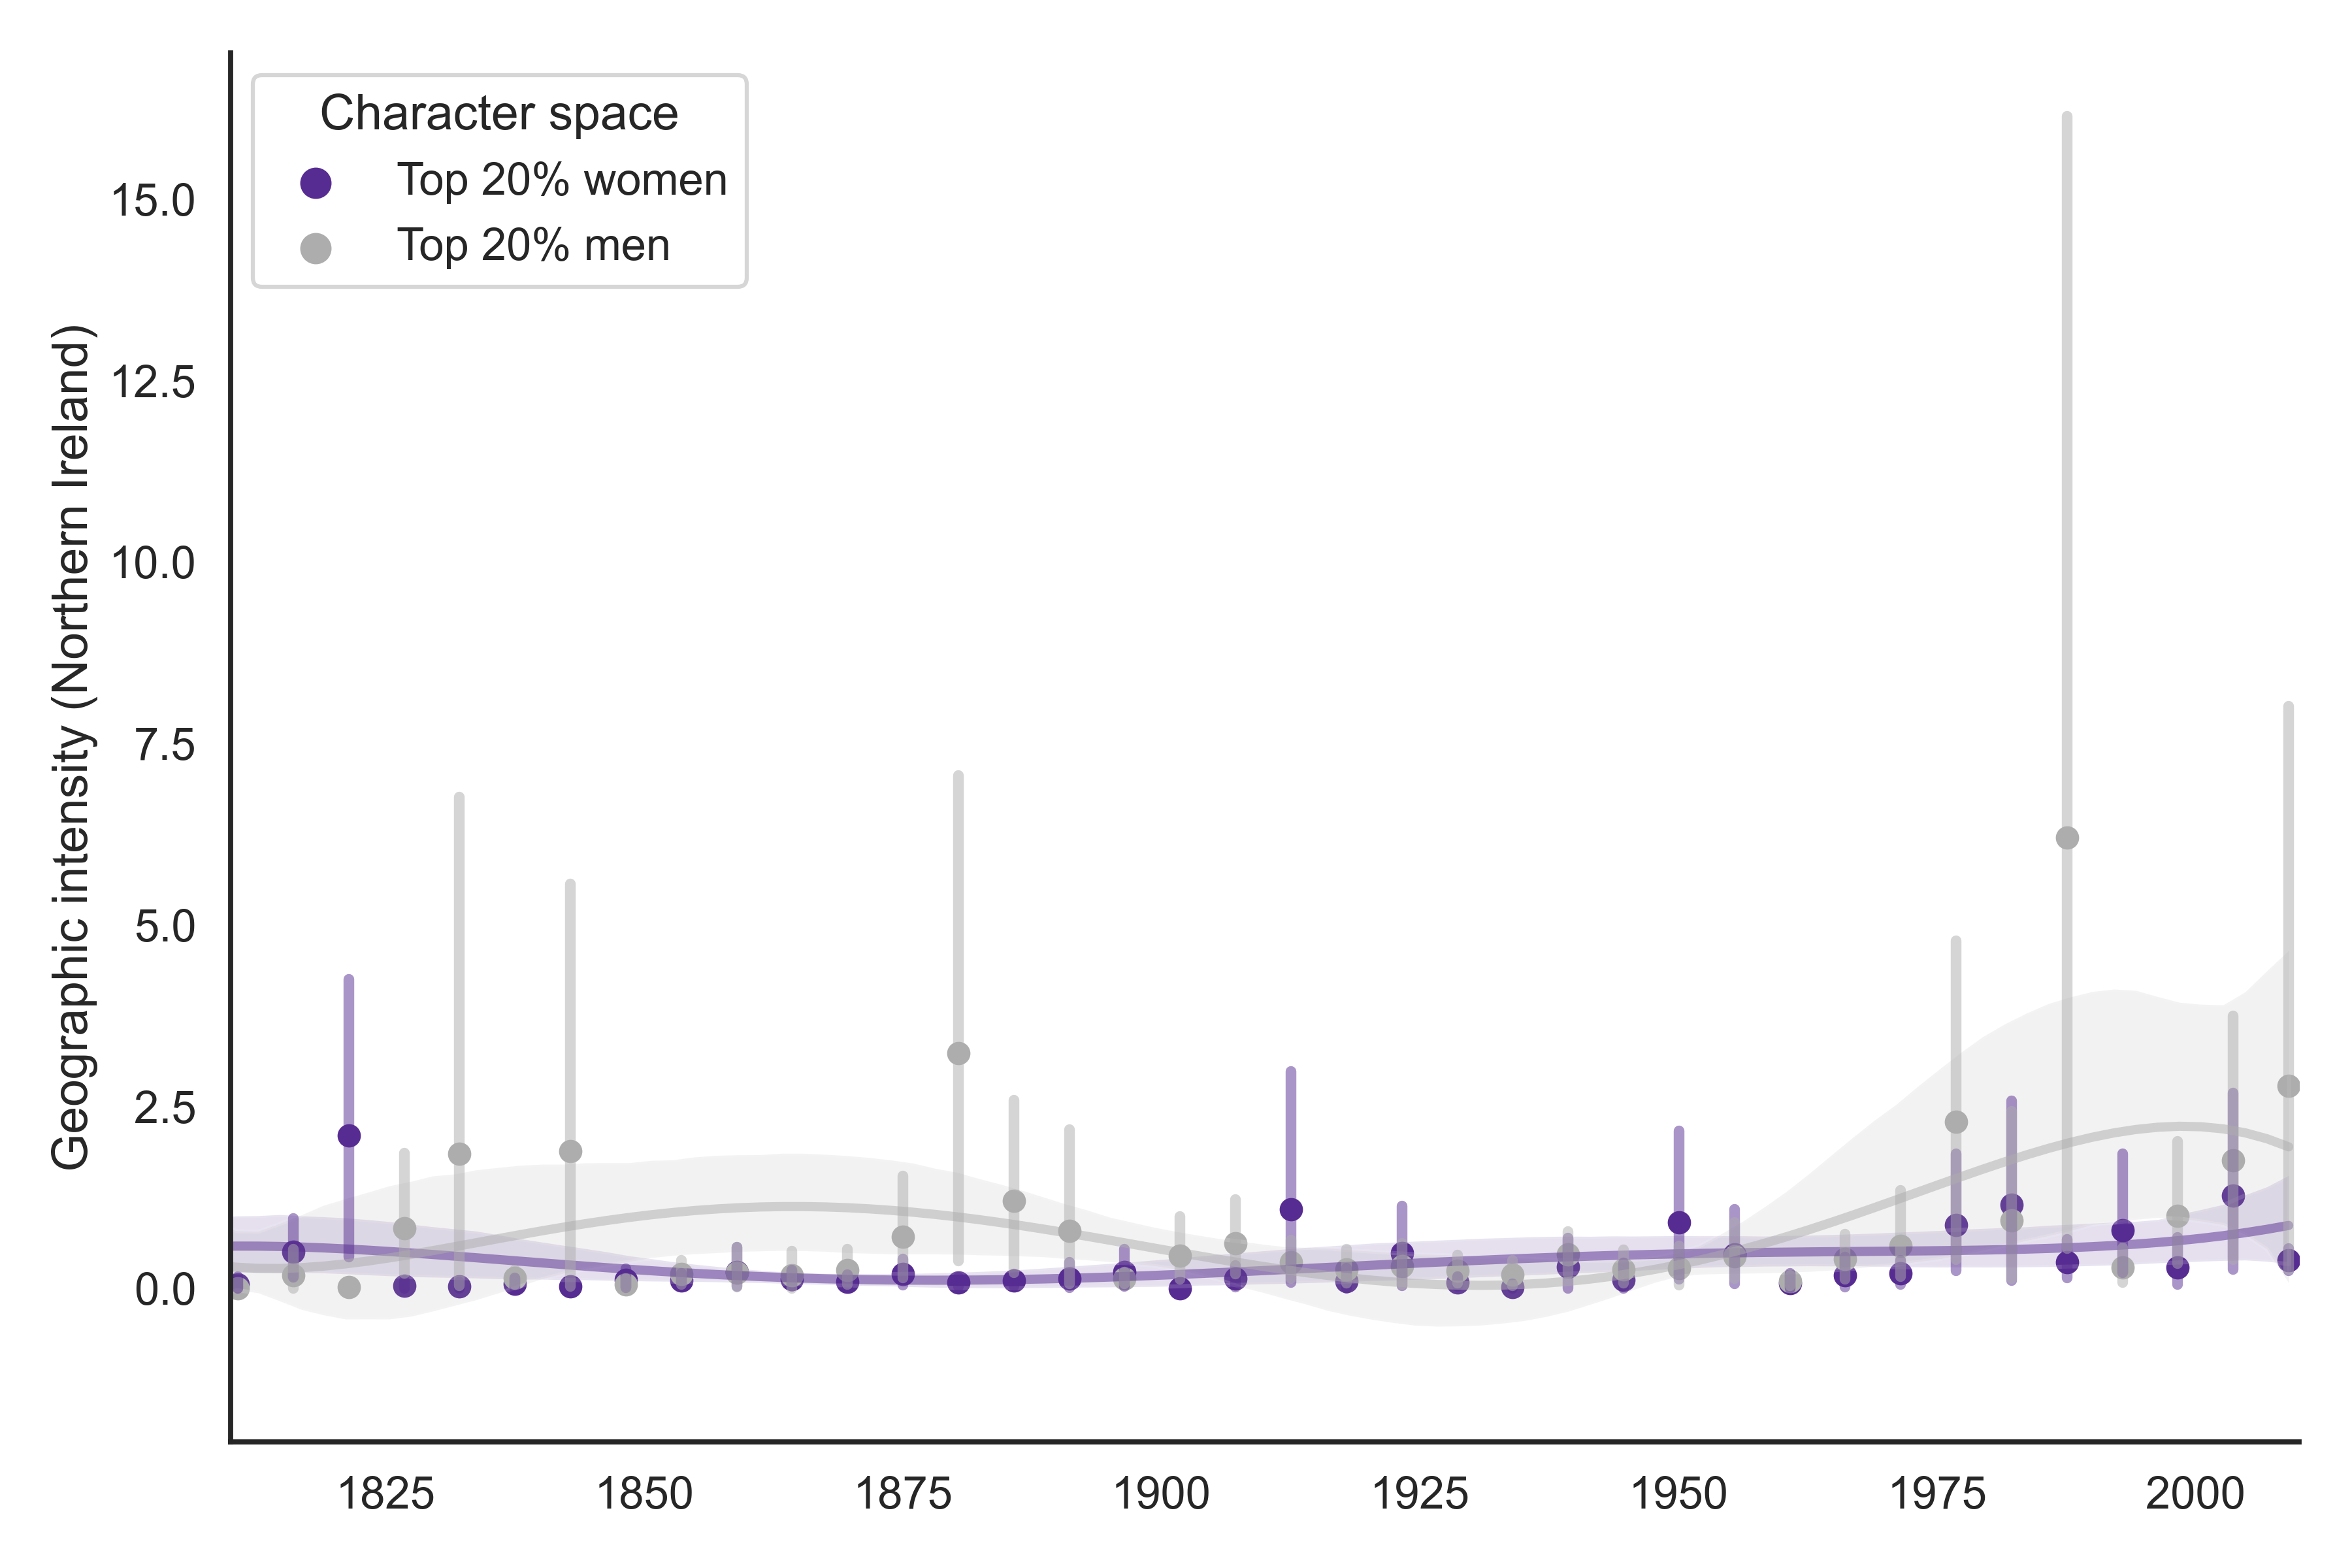 Character space
Top 20% women
Top 20% men
Geographic intensity (Northern Ireland)
15.0
12.5
10.0
7.5
5.0
2.5
0.0
1825 1850 1875 1900 1925 1950 1975 2000